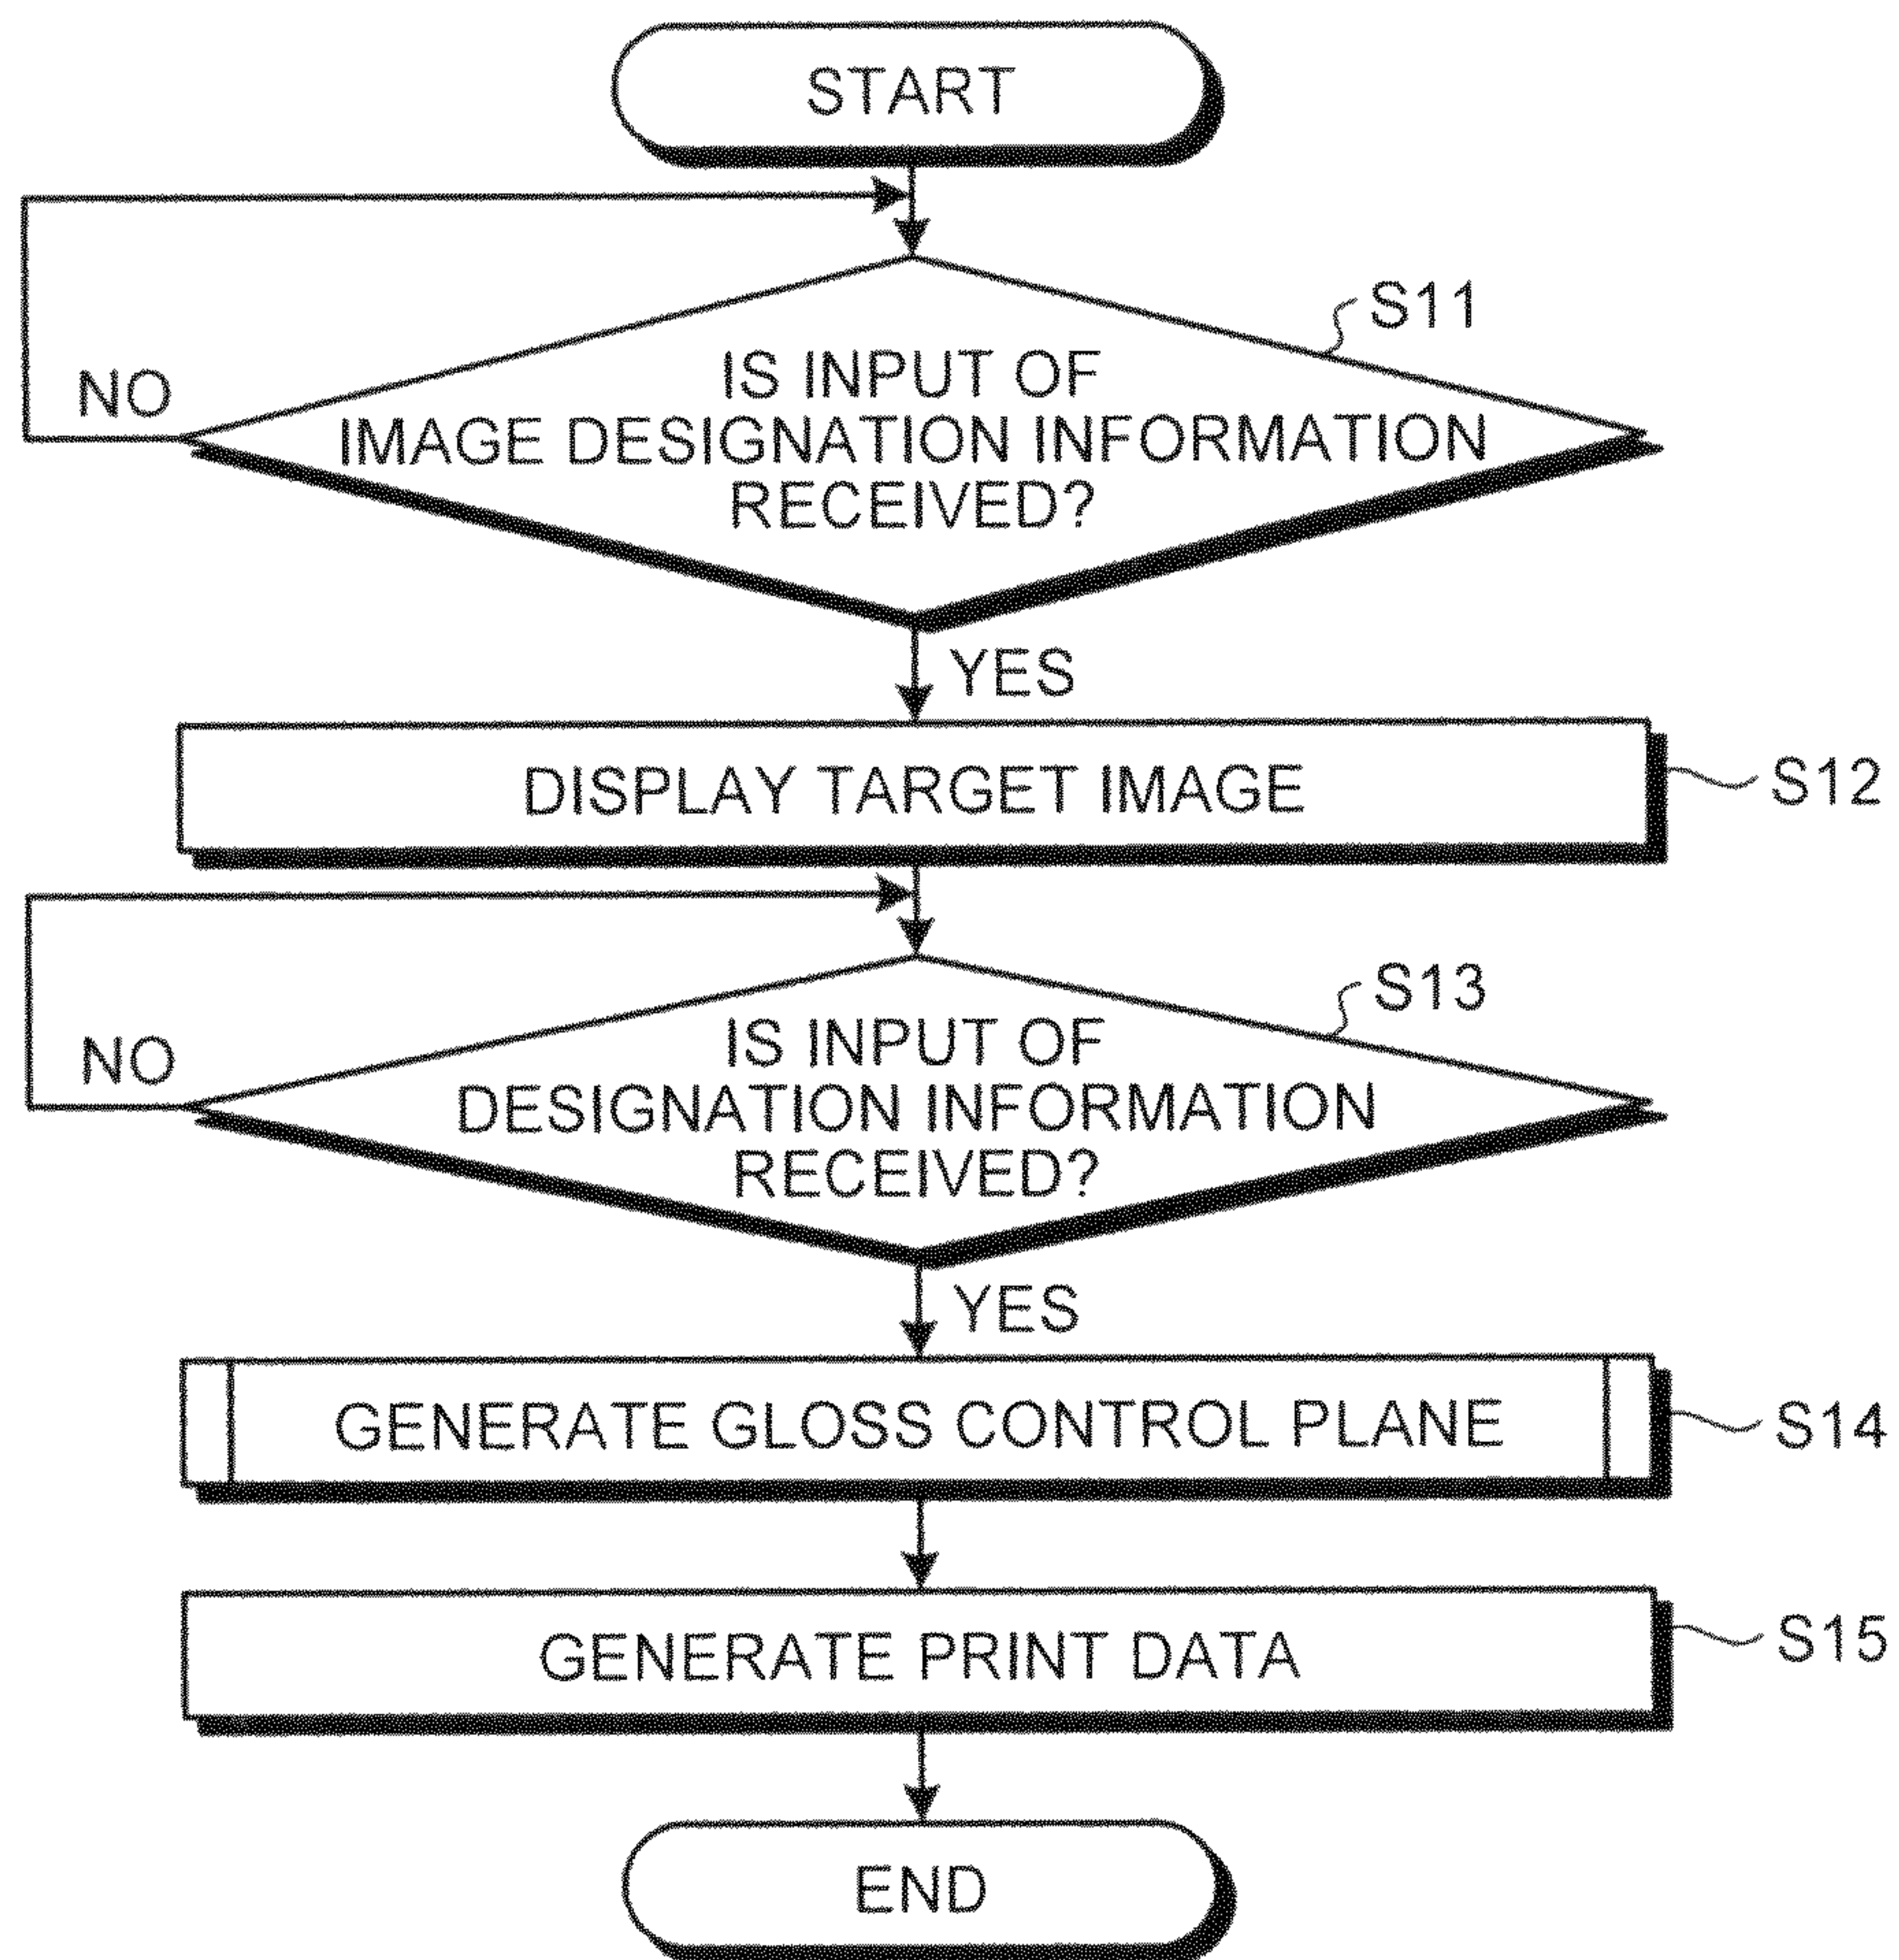 START
S11
IS INPUT OF
IMAGE DESIGNATION INFORMATION
RECEIVED?
NO
YES
DISPLAY TARGET IMAGE
S12
S13
IS INPUT OF
DESIGNATION INFORMATION
RECEIVED?
NO
YES
GENERATE GLOSS CONTROL PLANE
S14
GENERATE PRINT DATA
S15
END